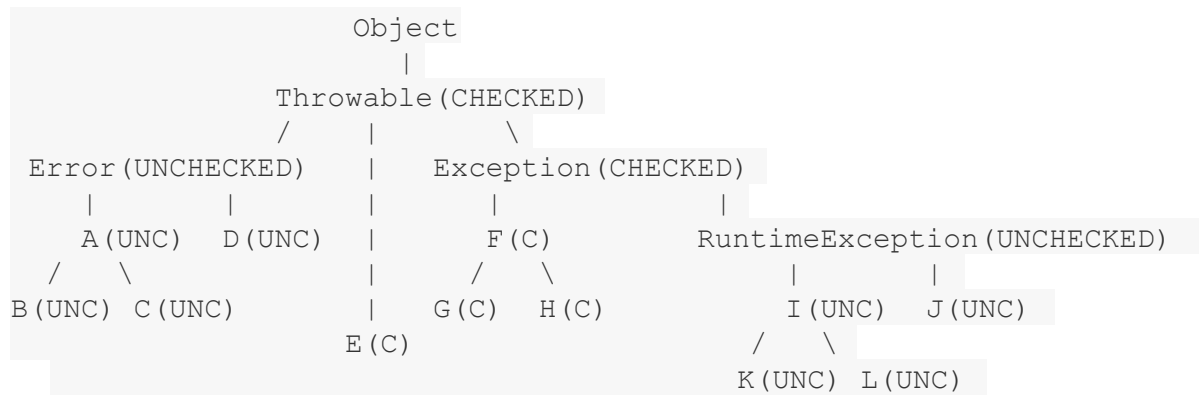 Object
|
Throwable(CHECKED)
/ | \
Error(UNCHECKED) | Exception(CHECKED)
| | | | |
A(UNC) D(UNC) | F(C) RuntimeException(UNCHECKED)
/ \ | / \ | |
B(UNC) C(UNC) | G(C) H(C) I(UNC) J(UNC)
E(C) / \
K(UNC) L(UNC)